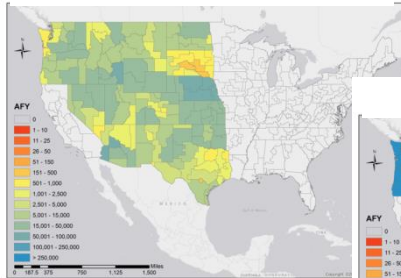 N
AFY
0
1 - 10
11 - 25
26 - 50
51 - 150
151 - 500
501 - 1,000
1,001 - 2,500
2,501 - 5,000
5,001 - 15,000
15,001 - 50,000
50,001 - 100,000
100,001 - 250,000
> 250,000
MEXICO
Miles
0 187.5 375 750 1,125 1,500
N
AFY
0
1 - 10
11 - 25
26 - 50